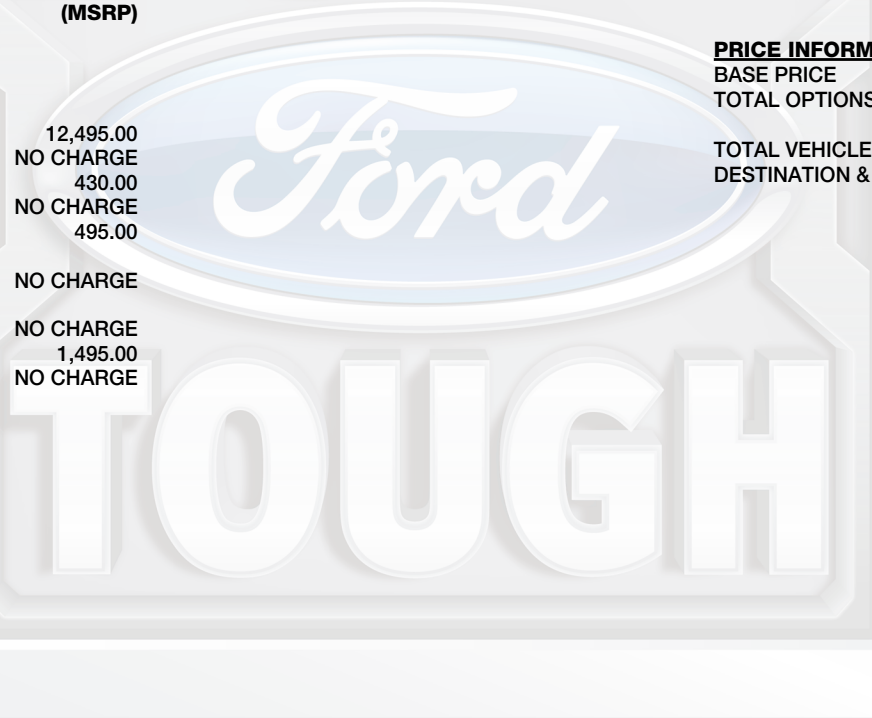 (MSRP)
12,495.00
NO CHARGE
430.00
NO CHARGE
495.00
NO CHARGE
NO CHARGE
1,495.00
NO CHARGE
PRICE INFORM
BASE PRICE
TOTAL OPTIONS
TOTAL VEHICLE
DESTINATION &
Ford
TOUGH